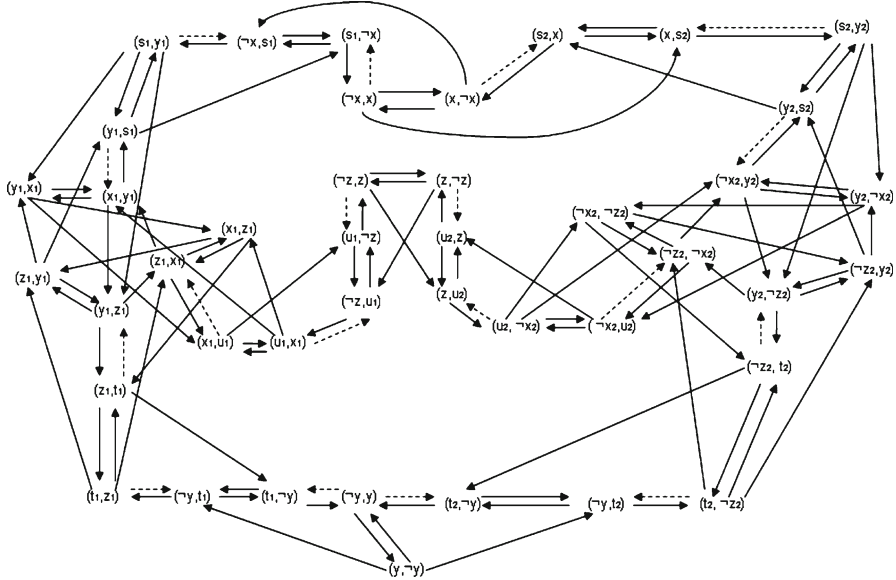 (s₁,y₁) (¬x,s₁) (s₁,¬x) (s₂,x) (x,s₂) (s₂,y₂)
(¬x,x) (x,¬x) (y₂,s₂)
(y₁,s₁)
(y₁,x₁) (x₁,y₁) (¬z,z) (z,¬z) (¬x₂,y₂) (y₂,¬x₂)
(x₁,z₁) (u₁,¬z) (u₂,z) (¬x₂, ¬z₂)
(z₁,y₁) (z₁,x₁) (¬z₂, ¬x₂) (¬z₂,y₂)
(y₁,z₁) (¬z,u₁) (z,u₂) (y₂,¬z₂)
(x₁,u₁) (u₁,x₁) (u₂, ¬x₂) (¬x₂,u₂)
(z₁,t₁) (¬z₂, t₂)
(t₁,z₁) (¬y,t₁) (t₁,¬y) (¬y,y) (t₂,¬y) (¬y,t₂) (t₂, ¬z₂)
(y,¬y)